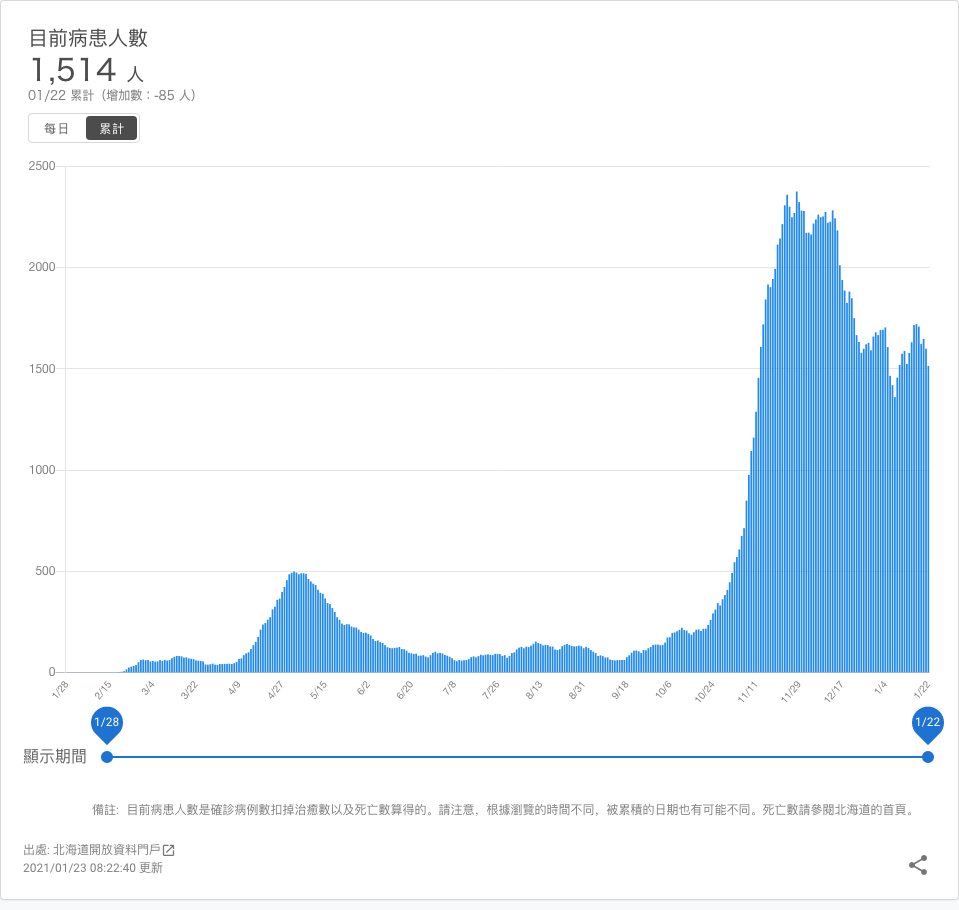 目前病患人數
1,514 人
01/22 累計（增加數：-85 人）
每日 累計
2500
2000
1500
1000
500
0
1/28 2/15 3/4 3/22 4/9 4/27 5/15 6/2 6/20 7/8 7/26 8/13 8/31 9/18 10/6 10/24 11/11 11/29 12/17 1/4 1/22
1/28 1/22
顯示期間
備註: 目前病患人數是確診病例數扣掉治癒數以及死亡數算得的。請注意，根據瀏覽的時間不同，被累積的日期也有可能不同。死亡數請參閱北海道的首頁。
出處: 北海道開放資料門戶
2021/01/23 08:22:40 更新